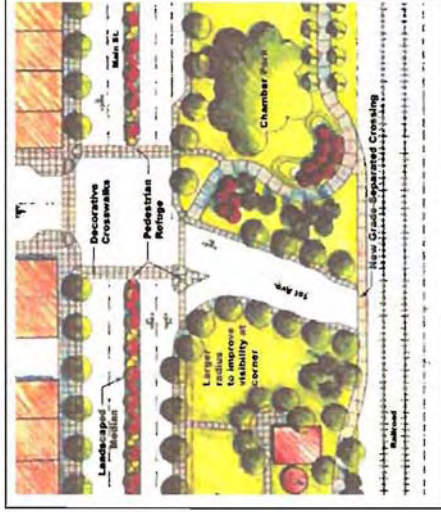 Main St.
Decorative
Crosswalks
Pedestrian
Refuge
Landscaped
Median
Chamber Park
Larger
radius
to improve
visibility at
corner
1st Ave.
New Grade-Separated Crossing
Railroad